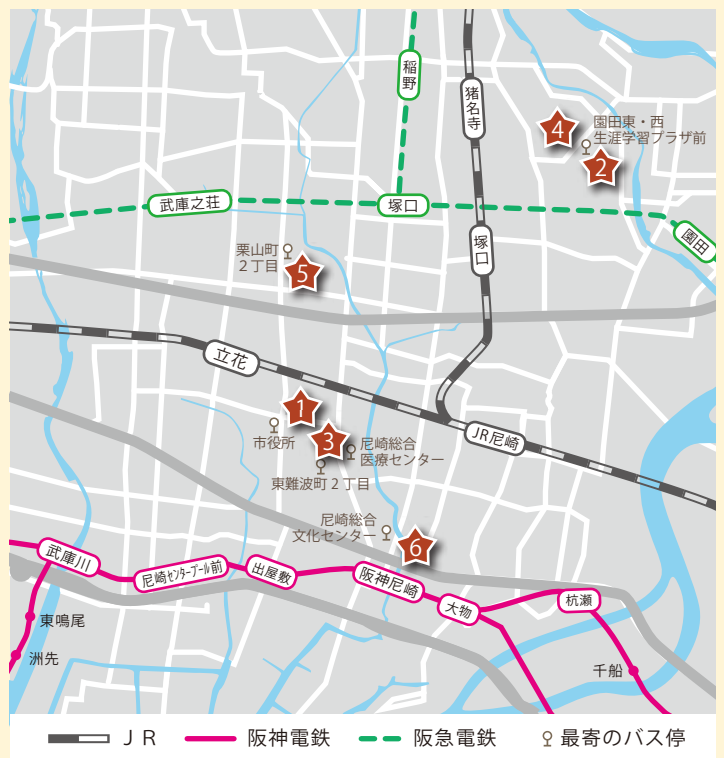 稲野
猪名寺
4
園田東・西
生涯学習プラザ前
2
武庫之荘
塚口
塚口
園田
栗山町
２丁目
5
立花
1
市役所
3
尼崎総合
医療センター
東難波町２丁目
JR尼崎
尼崎総合
文化センター
6
武庫川
尼崎センタープール前
出屋敷
阪神尼崎
大物
杭瀬
東鳴尾
洲先
千船
ＪＲ
阪神電鉄
阪急電鉄
最寄のバス停